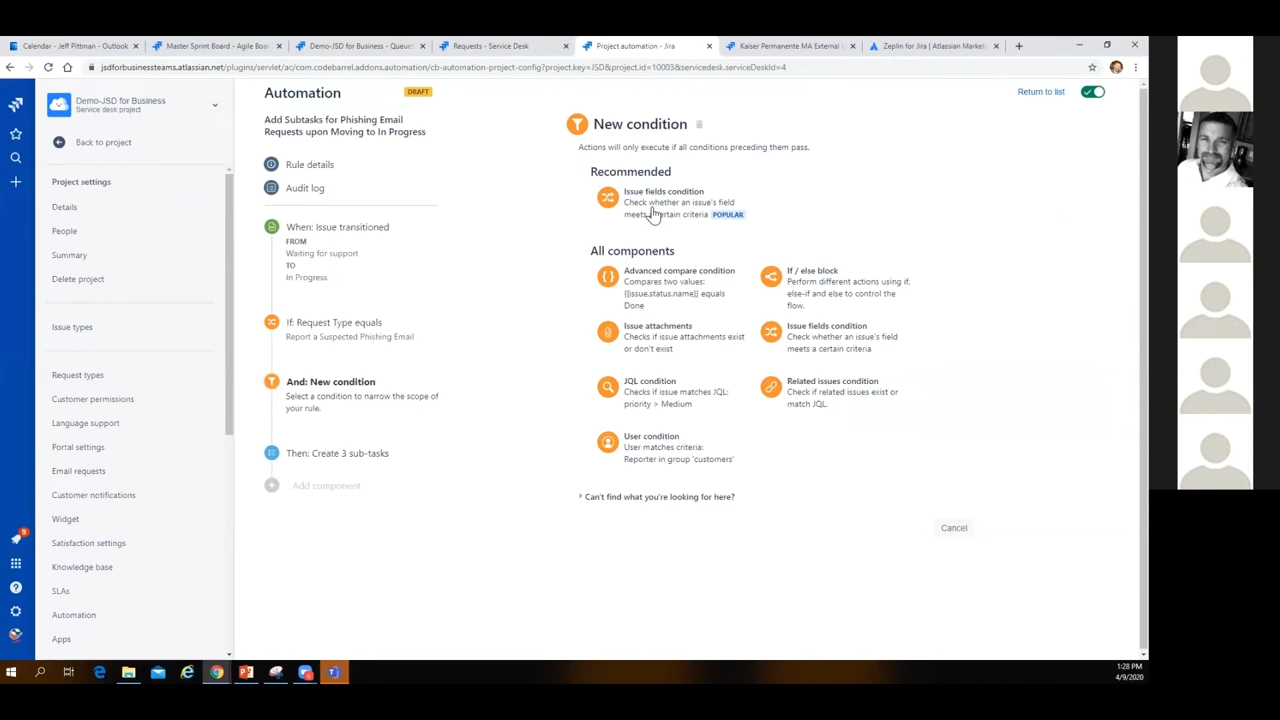 Calendar - Jeff Pittman - Outlook
Master Sprint Board - Agile Boa
Demo-JSD for Business - Queue
Requests - Service Desk
Project automation - Jira
Kaiser Permanente MA External
Zeplin for Jira | Atlassian Market
jsdforbusinessteams.atlassian.net/plugins/servlet/ac/com.codebarrel.addons.automation/cb-automation-project-config?project.key=JSD&project.id=10003&servicedesk.serviceDeskId=4
Demo-JSD for Business
Service desk project
Back to project
Project settings
Details
People
Summary
Delete project
Issue types
Request types
Customer permissions
Language support
Portal settings
Email requests
Customer notifications
Widget
Satisfaction settings
Knowledge base
SLAs
Automation
Apps
9
Automation
DRAFT
Return to list
Add Subtasks for Phishing Email
Requests upon Moving to In Progress
Rule details
Audit log
When: Issue transitioned
FROM
Waiting for support
TO
In Progress
If: Request Type equals
Report a Suspected Phishing Email
And: New condition
Select a condition to narrow the scope of
your rule.
Then: Create 3 sub-tasks
Add component
New condition
Actions will only execute if all conditions preceding them pass.
Recommended
Issue fields condition
Check whether an issue's field
meets certain criteria POPULAR
All components
Advanced compare condition
Compares two values:
{{issue.status.name}} equals
Done
If / else block
Perform different actions using if,
else-if and else to control the
flow.
Issue attachments
Checks if issue attachments exist
or don't exist
Issue fields condition
Check whether an issue's field
meets a certain criteria
JQL condition
Checks if issue matches JQL:
priority > Medium
Related issues condition
Check if related issues exist or
match JQL.
User condition
User matches criteria:
Reporter in group 'customers'
Can't find what you're looking for here?
Cancel
1:28 PM
4/9/2020